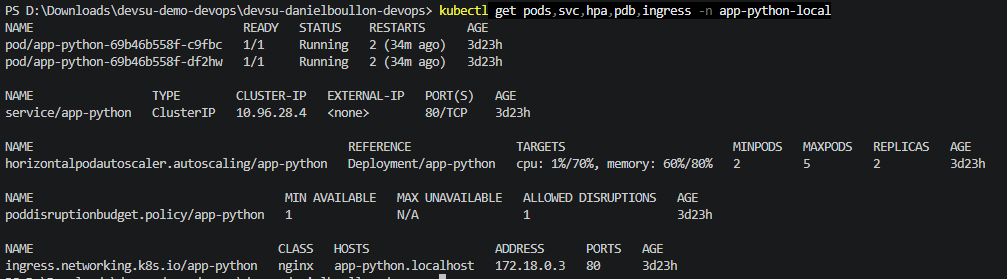 PS D:\Downloads\devsu-demo-devops\devsu-danielboullon-devops> kubectl get pods,svc,hpa,pdb,ingress -n app-python-local
NAME READY STATUS RESTARTS AGE
pod/app-python-69b46b558f-c9fbc 1/1 Running 2 (34m ago) 3d23h
pod/app-python-69b46b558f-df2hw 1/1 Running 2 (34m ago) 3d23h
NAME TYPE CLUSTER-IP EXTERNAL-IP PORT(S) AGE
service/app-python ClusterIP 10.96.28.4 <none> 80/TCP 3d23h
NAME REFERENCE TARGETS MINPODS MAXPODS REPLICAS AGE
horizontalpodautoscaler.autoscaling/app-python Deployment/app-python cpu: 1%/70%, memory: 60%/80% 2 5 2 3d23h
NAME MIN AVAILABLE MAX UNAVAILABLE ALLOWED DISRUPTIONS AGE
poddisruptionbudget.policy/app-python 1 N/A 1 3d23h
NAME CLASS HOSTS ADDRESS PORTS AGE
ingress.networking.k8s.io/app-python nginx app-python.localhost 172.18.0.3 80 3d23h